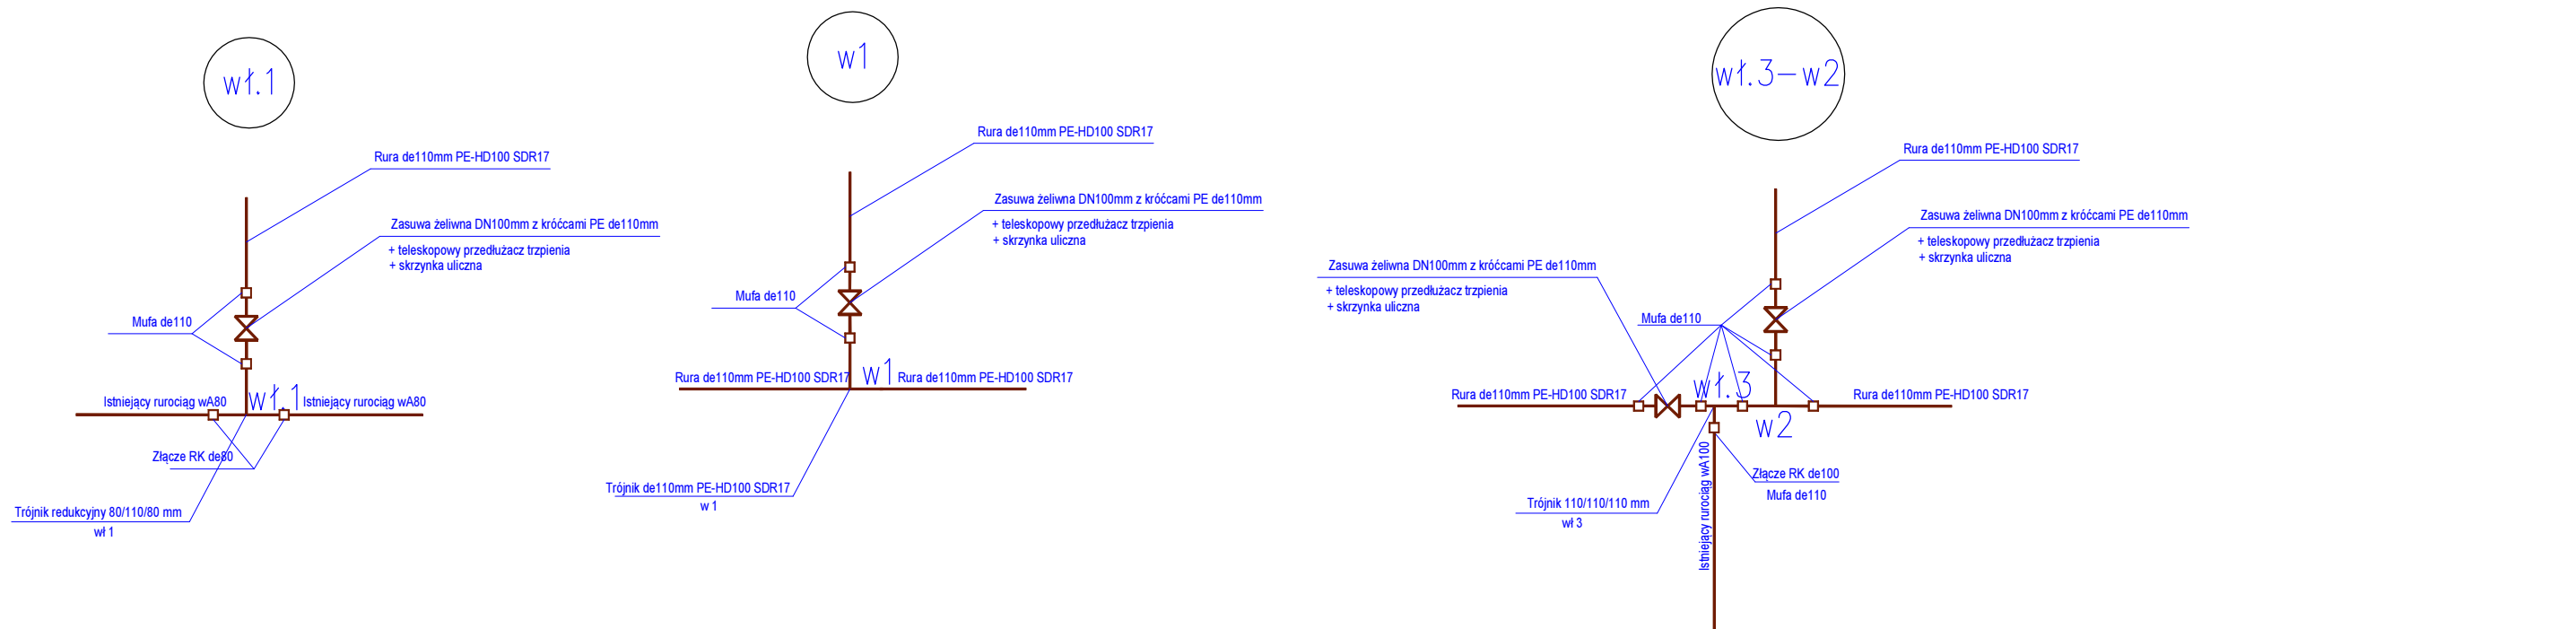 wł.1
Rura de110mm PE-HD100 SDR17
Zasuwa żeliwna DN100mm z króćcami PE de110mm
+ teleskopowy przedłużacz trzpienia
+ skrzynka uliczna
Mufa de110
Istniejący rurociąg wA80
wł.1
Istniejący rurociąg wA80
Złącze RK de80
Trójnik redukcyjny 80/110/80 mm
wł 1
w1
Rura de110mm PE-HD100 SDR17
Zasuwa żeliwna DN100mm z króćcami PE de110mm
+ teleskopowy przedłużacz trzpienia
+ skrzynka uliczna
Mufa de110
Rura de110mm PE-HD100 SDR17
w1
Rura de110mm PE-HD100 SDR17
Trójnik de110mm PE-HD100 SDR17
w 1
wł.3-w2
Rura de110mm PE-HD100 SDR17
Zasuwa żeliwna DN100mm z króćcami PE de110mm
+ teleskopowy przedłużacz trzpienia
+ skrzynka uliczna
Zasuwa żeliwna DN100mm z króćcami PE de110mm
+ teleskopowy przedłużacz trzpienia
+ skrzynka uliczna
Mufa de110
Rura de110mm PE-HD100 SDR17
wł.3
Rura de110mm PE-HD100 SDR17
w2
Istniejący rurociąg wA100
Złącze RK de100
Mufa de110
Trójnik 110/110/110 mm
wł 3